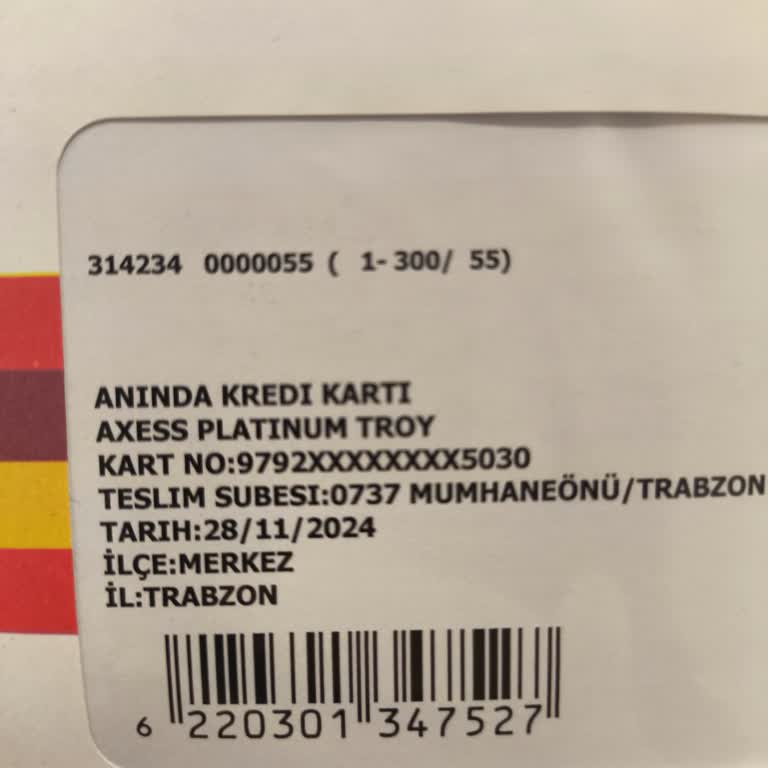 314234 0000055 ( 1- 300/ 55)
ANINDA KREDI KARTI
AXESS PLATINUM TROY
KART NO:9792XXXXXXXX5030
TESLIM SUBESI:0737 MUMHANEÖNÜ/TRABZON
TARIH:28/11/2024
İLÇE:MERKEZ
İL:TRABZON
6 220301 347527